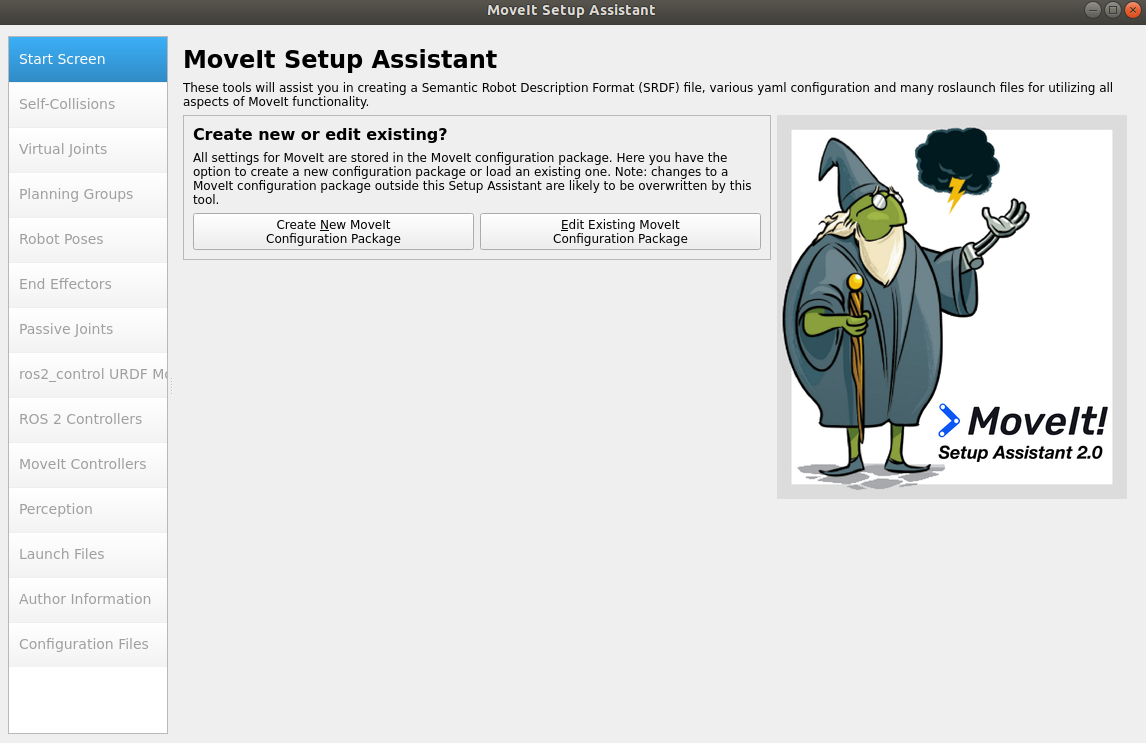 MoveIt Setup Assistant
Start Screen
Self-Collisions
Virtual Joints
Planning Groups
Robot Poses
End Effectors
Passive Joints
ros2_control URDF Mo
ROS 2 Controllers
MoveIt Controllers
Perception
Launch Files
Author Information
Configuration Files
MoveIt Setup Assistant
These tools will assist you in creating a Semantic Robot Description Format (SRDF) file, various yaml configuration and many roslaunch files for utilizing all
aspects of MoveIt functionality.
Create new or edit existing?
All settings for MoveIt are stored in the MoveIt configuration package. Here you have the
option to create a new configuration package or load an existing one. Note: changes to a
MoveIt configuration package outside this Setup Assistant are likely to be overwritten by this
tool.
Create New MoveIt
Configuration Package
Edit Existing MoveIt
Configuration Package
MoveIt!
Setup Assistant 2.0